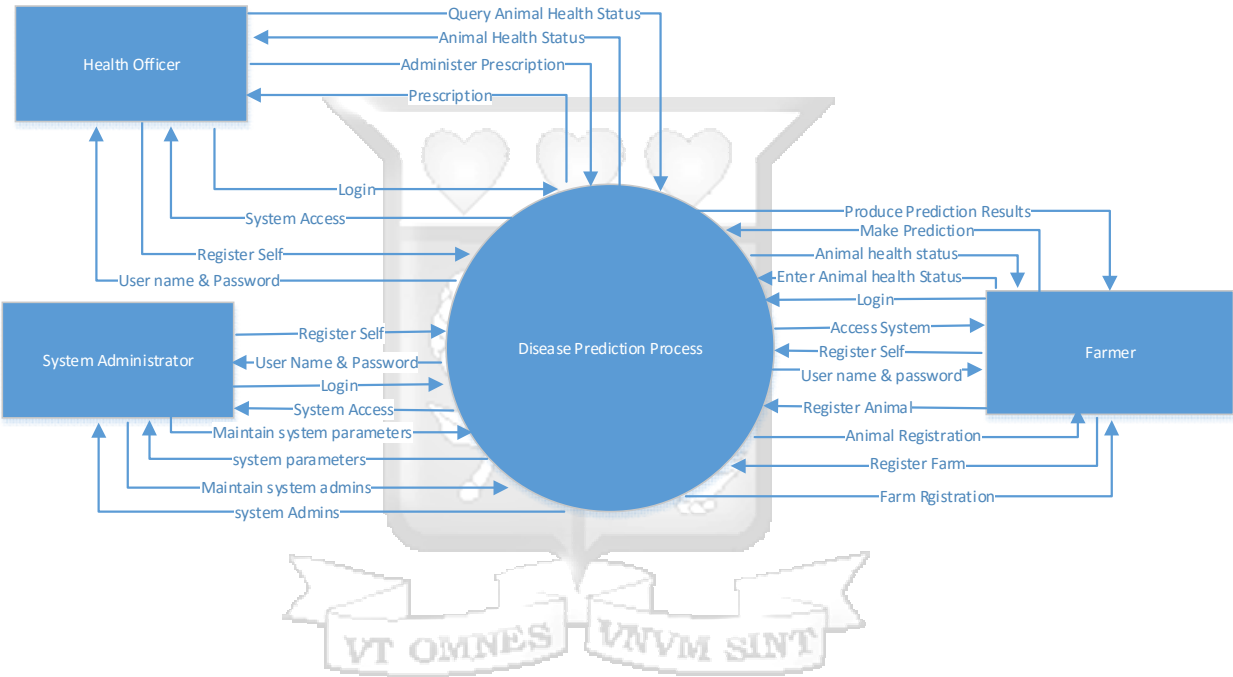 Query Animal Health Status
Animal Health Status
Health Officer
Administer Prescription
Prescription
Login
System Access
Register Self
User name & Password
Produce Prediction Results
Make Prediction
Animal health status
Enter Animal health Status
Login
Access System
Register Self
User name & password
Farmer
Register Animal
Animal Registration
Register Farm
Farm Rgistration
Disease Prediction Process
System Administrator
Register Self
User Name & Password
Login
System Access
Maintain system parameters
system parameters
Maintain system admins
system Admins
VT OMNES VNVM SINT